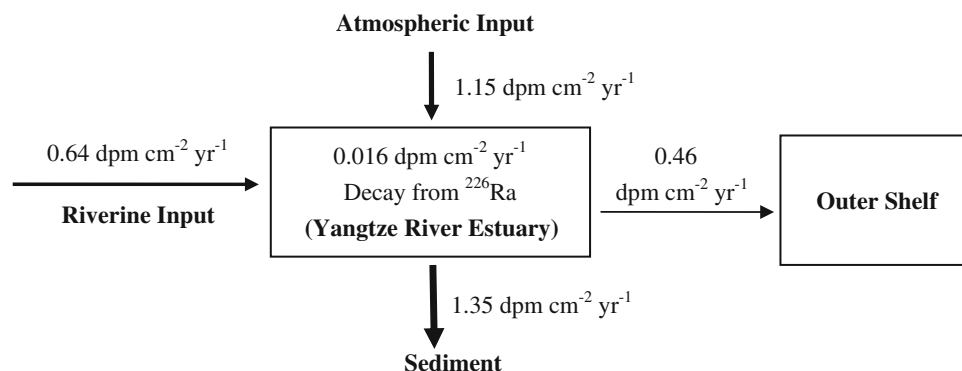 Atmospheric Input
1.15 dpm cm⁻² yr⁻¹
0.64 dpm cm⁻² yr⁻¹
Riverine Input
0.016 dpm cm⁻² yr⁻¹
Decay from ²²⁶Ra
(Yangtze River Estuary)
0.46
dpm cm⁻² yr⁻¹
Outer Shelf
1.35 dpm cm⁻² yr⁻¹
Sediment